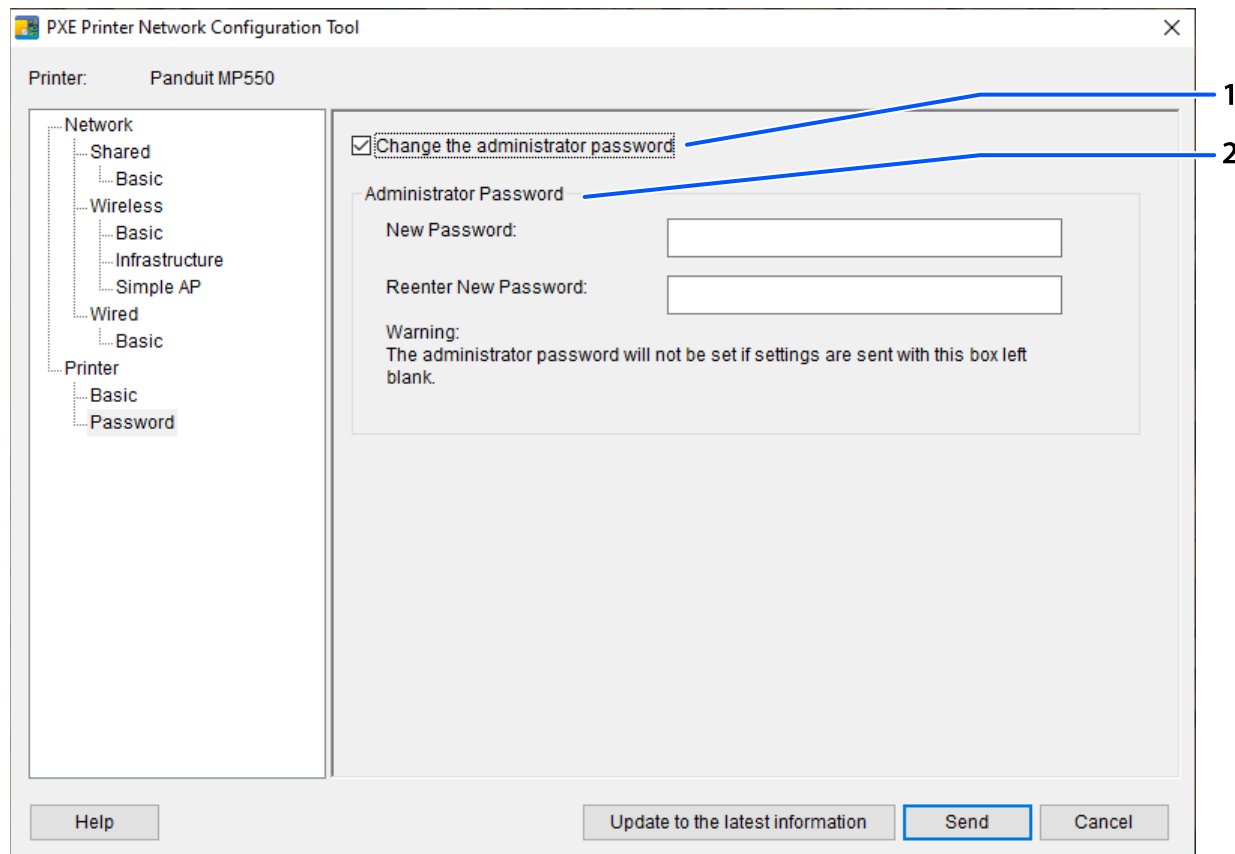 PXE Printer Network Configuration Tool
Printer: Panduit MP550
1
2
Network
Shared
Basic
Wireless
Basic
Infrastructure
Simple AP
Wired
Basic
Printer
Basic
Password
Change the administrator password
Administrator Password
New Password:
Reenter New Password:
Warning:
The administrator password will not be set if settings are sent with this box left
blank.
Help
Update to the latest information
Send
Cancel